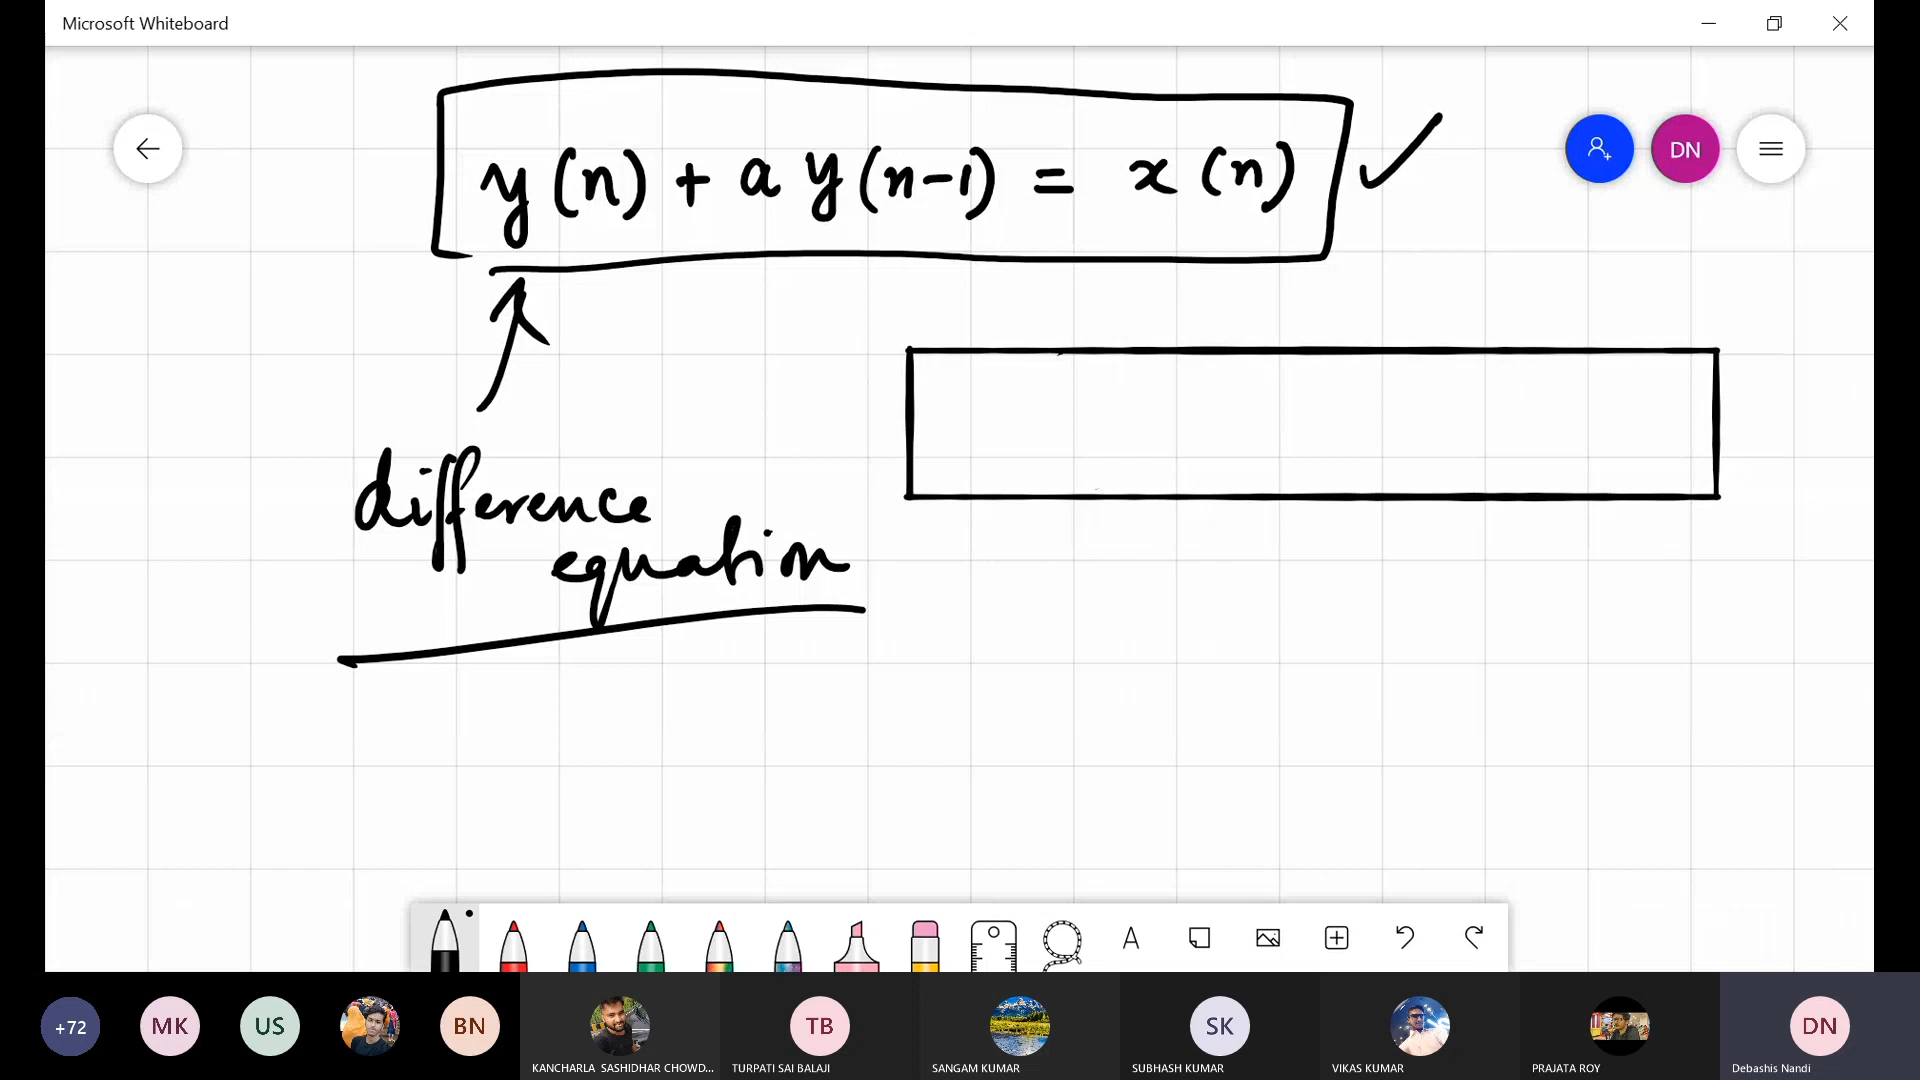 Microsoft Whiteboard
y(n) + a y(n-1) = x(n)
DN
difference
equation
A
+72
MK
US
BN
TB
SK
DN
KANCHARLA SASHIDHAR CHOWD...
TURPATI SAI BALAJI
SANGAM KUMAR
SUBHASH KUMAR
VIKAS KUMAR
PRAJATA ROY
Debashis Nandi